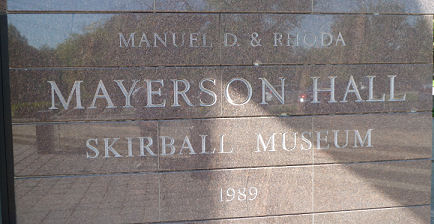 MANUEL D. & RHODA
MAYERSON HALL
SKIRBALL MUSEUM
1989